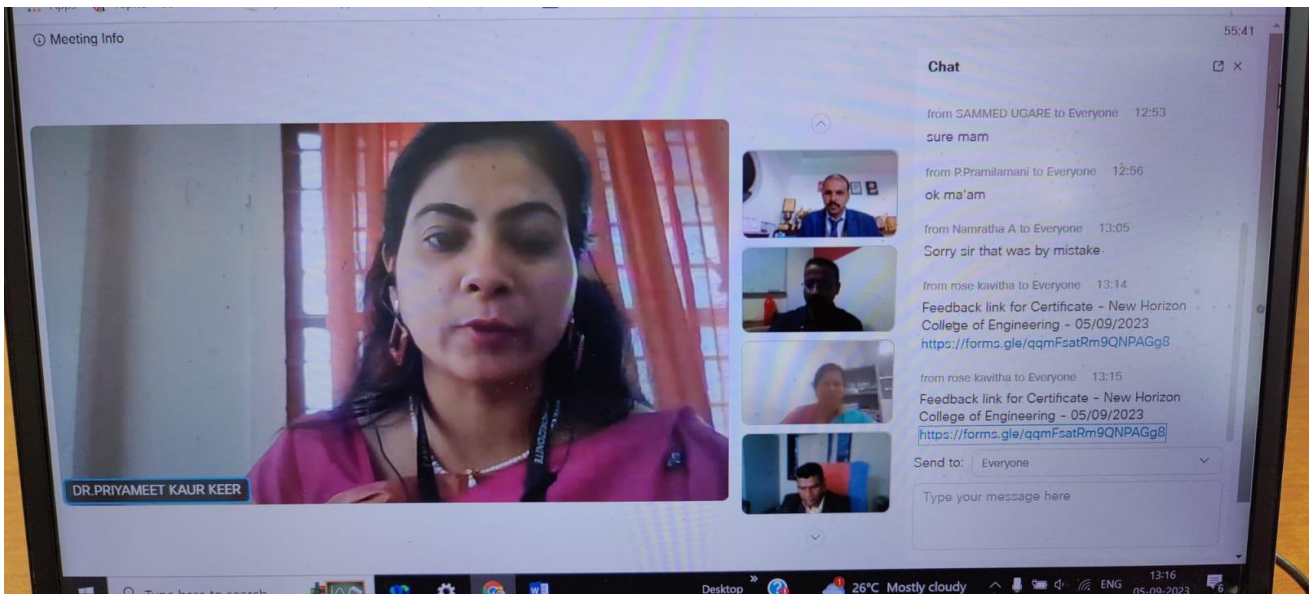 Apps
Meeting Info
55:41
Chat
from SAMMED UGARE to Everyone 12:53
sure mam
from P.Pramilamani to Everyone 12:56
ok ma'am
from Namratha A to Everyone 13:05
Sorry sir that was by mistake
from rose kavitha to Everyone 13:14
Feedback link for Certificate - New Horizon
College of Engineering - 05/09/2023
https://forms.gle/qqmFsatRm9QNPAGg8
from rose kavitha to Everyone 13:15
Feedback link for Certificate - New Horizon
College of Engineering - 05/09/2023
https://forms.gle/qqmFsatRm9QNPAGg8
Send to: Everyone
Type your message here
DR.PRIYAMEET KAUR KEER
Type here to search
Desktop
26°C Mostly cloudy
ENG
13:16
05-09-2023